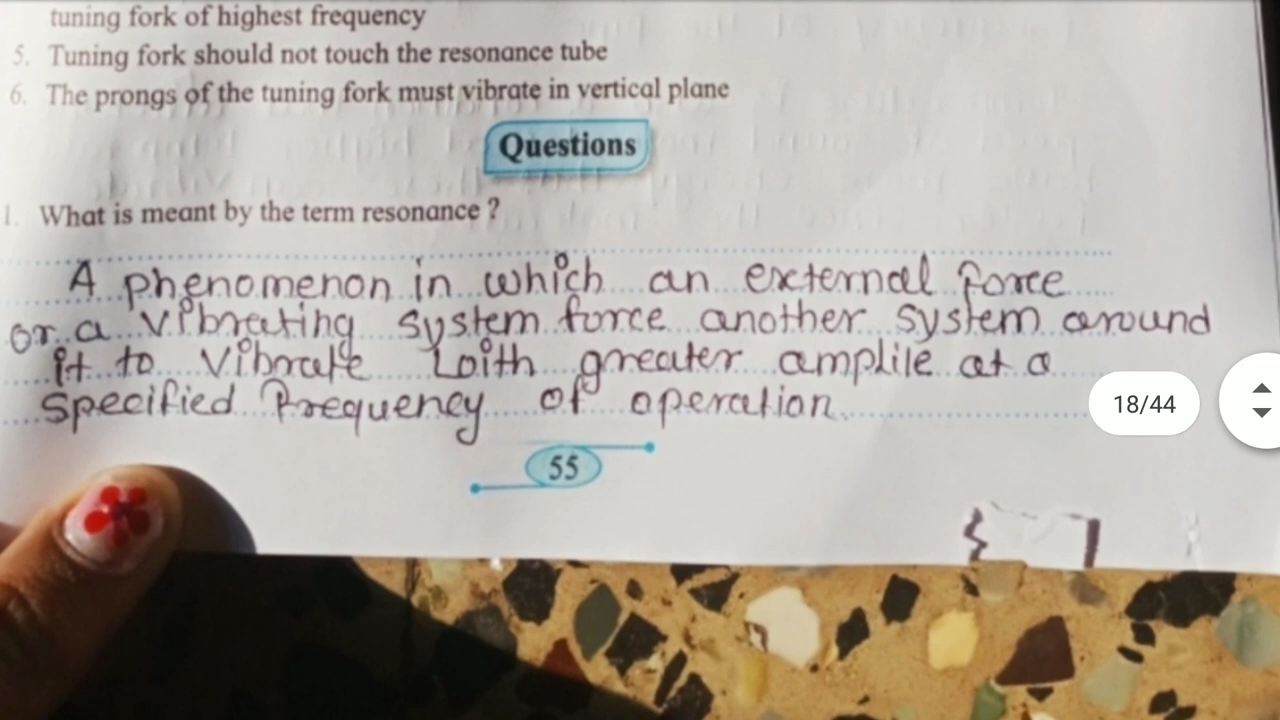 tuning fork of highest frequency
5. Tuning fork should not touch the resonance tube
6. The prongs of the tuning fork must vibrate in vertical plane
Questions
1. What is meant by the term resonance ?
A phenomenon in which an external force
or a vibrating system force another system around
it to vibrate with greater amplile at a
specified frequency of operation.
55
18/44